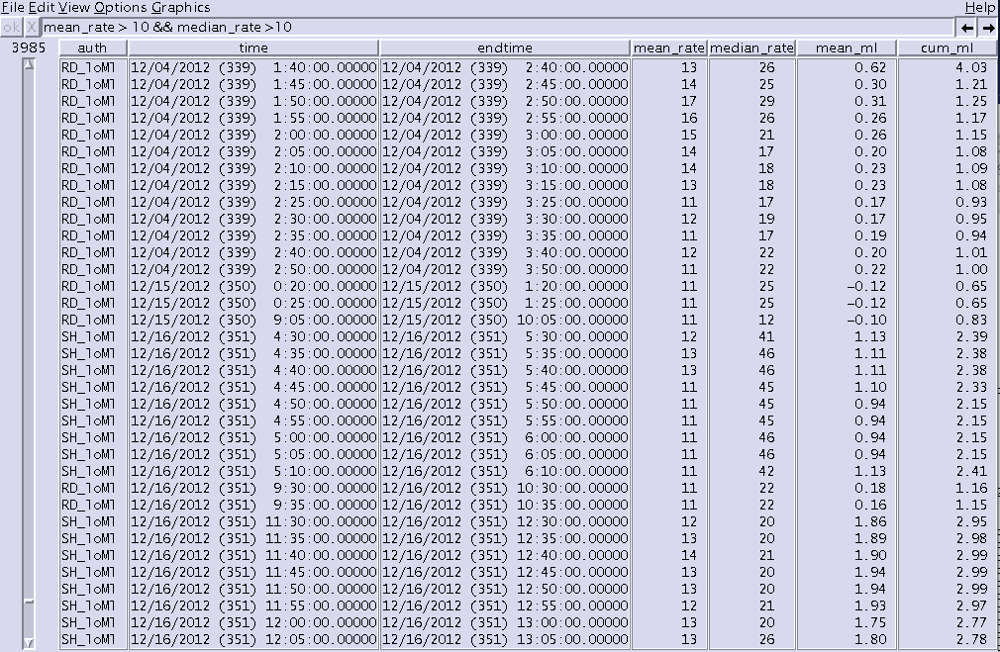 File Edit View Options Graphics Help
ok X mean_rate > 10 && median_rate >10
3985 auth time endtime mean_rate median_rate mean_ml cum_ml
RD_loM1 12/04/2012 (339) 1:40:00.00000 12/04/2012 (339) 2:40:00.00000 13 26 0.62 4.03
RD_loM1 12/04/2012 (339) 1:45:00.00000 12/04/2012 (339) 2:45:00.00000 14 25 0.30 1.21
RD_loM1 12/04/2012 (339) 1:50:00.00000 12/04/2012 (339) 2:50:00.00000 17 29 0.31 1.25
RD_loM1 12/04/2012 (339) 1:55:00.00000 12/04/2012 (339) 2:55:00.00000 16 26 0.26 1.17
RD_loM1 12/04/2012 (339) 2:00:00.00000 12/04/2012 (339) 3:00:00.00000 15 21 0.26 1.15
RD_loM1 12/04/2012 (339) 2:05:00.00000 12/04/2012 (339) 3:05:00.00000 14 17 0.20 1.08
RD_loM1 12/04/2012 (339) 2:10:00.00000 12/04/2012 (339) 3:10:00.00000 14 18 0.23 1.09
RD_loM1 12/04/2012 (339) 2:15:00.00000 12/04/2012 (339) 3:15:00.00000 13 18 0.23 1.08
RD_loM1 12/04/2012 (339) 2:25:00.00000 12/04/2012 (339) 3:25:00.00000 11 17 0.17 0.93
RD_loM1 12/04/2012 (339) 2:30:00.00000 12/04/2012 (339) 3:30:00.00000 12 19 0.17 0.95
RD_loM1 12/04/2012 (339) 2:35:00.00000 12/04/2012 (339) 3:35:00.00000 11 17 0.19 0.94
RD_loM1 12/04/2012 (339) 2:40:00.00000 12/04/2012 (339) 3:40:00.00000 12 22 0.20 1.01
RD_loM1 12/04/2012 (339) 2:50:00.00000 12/04/2012 (339) 3:50:00.00000 11 22 0.22 1.00
RD_loM1 12/15/2012 (350) 0:20:00.00000 12/15/2012 (350) 1:20:00.00000 11 25 −0.12 0.65
RD_loM1 12/15/2012 (350) 0:25:00.00000 12/15/2012 (350) 1:25:00.00000 11 25 −0.12 0.65
RD_loM1 12/15/2012 (350) 9:05:00.00000 12/15/2012 (350) 10:05:00.00000 11 12 −0.10 0.83
SH_loM1 12/16/2012 (351) 4:30:00.00000 12/16/2012 (351) 5:30:00.00000 12 41 1.13 2.39
SH_loM1 12/16/2012 (351) 4:35:00.00000 12/16/2012 (351) 5:35:00.00000 13 46 1.11 2.38
SH_loM1 12/16/2012 (351) 4:40:00.00000 12/16/2012 (351) 5:40:00.00000 13 46 1.11 2.38
SH_loM1 12/16/2012 (351) 4:45:00.00000 12/16/2012 (351) 5:45:00.00000 11 45 1.10 2.33
SH_loM1 12/16/2012 (351) 4:50:00.00000 12/16/2012 (351) 5:50:00.00000 11 45 0.94 2.15
SH_loM1 12/16/2012 (351) 4:55:00.00000 12/16/2012 (351) 5:55:00.00000 11 45 0.94 2.15
SH_loM1 12/16/2012 (351) 5:00:00.00000 12/16/2012 (351) 6:00:00.00000 11 46 0.94 2.15
SH_loM1 12/16/2012 (351) 5:05:00.00000 12/16/2012 (351) 6:05:00.00000 11 46 0.94 2.15
SH_loM1 12/16/2012 (351) 5:10:00.00000 12/16/2012 (351) 6:10:00.00000 11 42 1.13 2.41
RD_loM1 12/16/2012 (351) 9:30:00.00000 12/16/2012 (351) 10:30:00.00000 11 22 0.18 1.16
RD_loM1 12/16/2012 (351) 9:35:00.00000 12/16/2012 (351) 10:35:00.00000 11 22 0.16 1.15
SH_loM1 12/16/2012 (351) 11:30:00.00000 12/16/2012 (351) 12:30:00.00000 12 20 1.86 2.95
SH_loM1 12/16/2012 (351) 11:35:00.00000 12/16/2012 (351) 12:35:00.00000 13 20 1.89 2.98
SH_loM1 12/16/2012 (351) 11:40:00.00000 12/16/2012 (351) 12:40:00.00000 14 21 1.90 2.99
SH_loM1 12/16/2012 (351) 11:45:00.00000 12/16/2012 (351) 12:45:00.00000 13 20 1.94 2.99
SH_loM1 12/16/2012 (351) 11:50:00.00000 12/16/2012 (351) 12:50:00.00000 13 20 1.94 2.99
SH_loM1 12/16/2012 (351) 11:55:00.00000 12/16/2012 (351) 12:55:00.00000 12 21 1.93 2.97
SH_loM1 12/16/2012 (351) 12:00:00.00000 12/16/2012 (351) 13:00:00.00000 13 20 1.75 2.77
SH_loM1 12/16/2012 (351) 12:05:00.00000 12/16/2012 (351) 13:05:00.00000 13 26 1.80 2.78